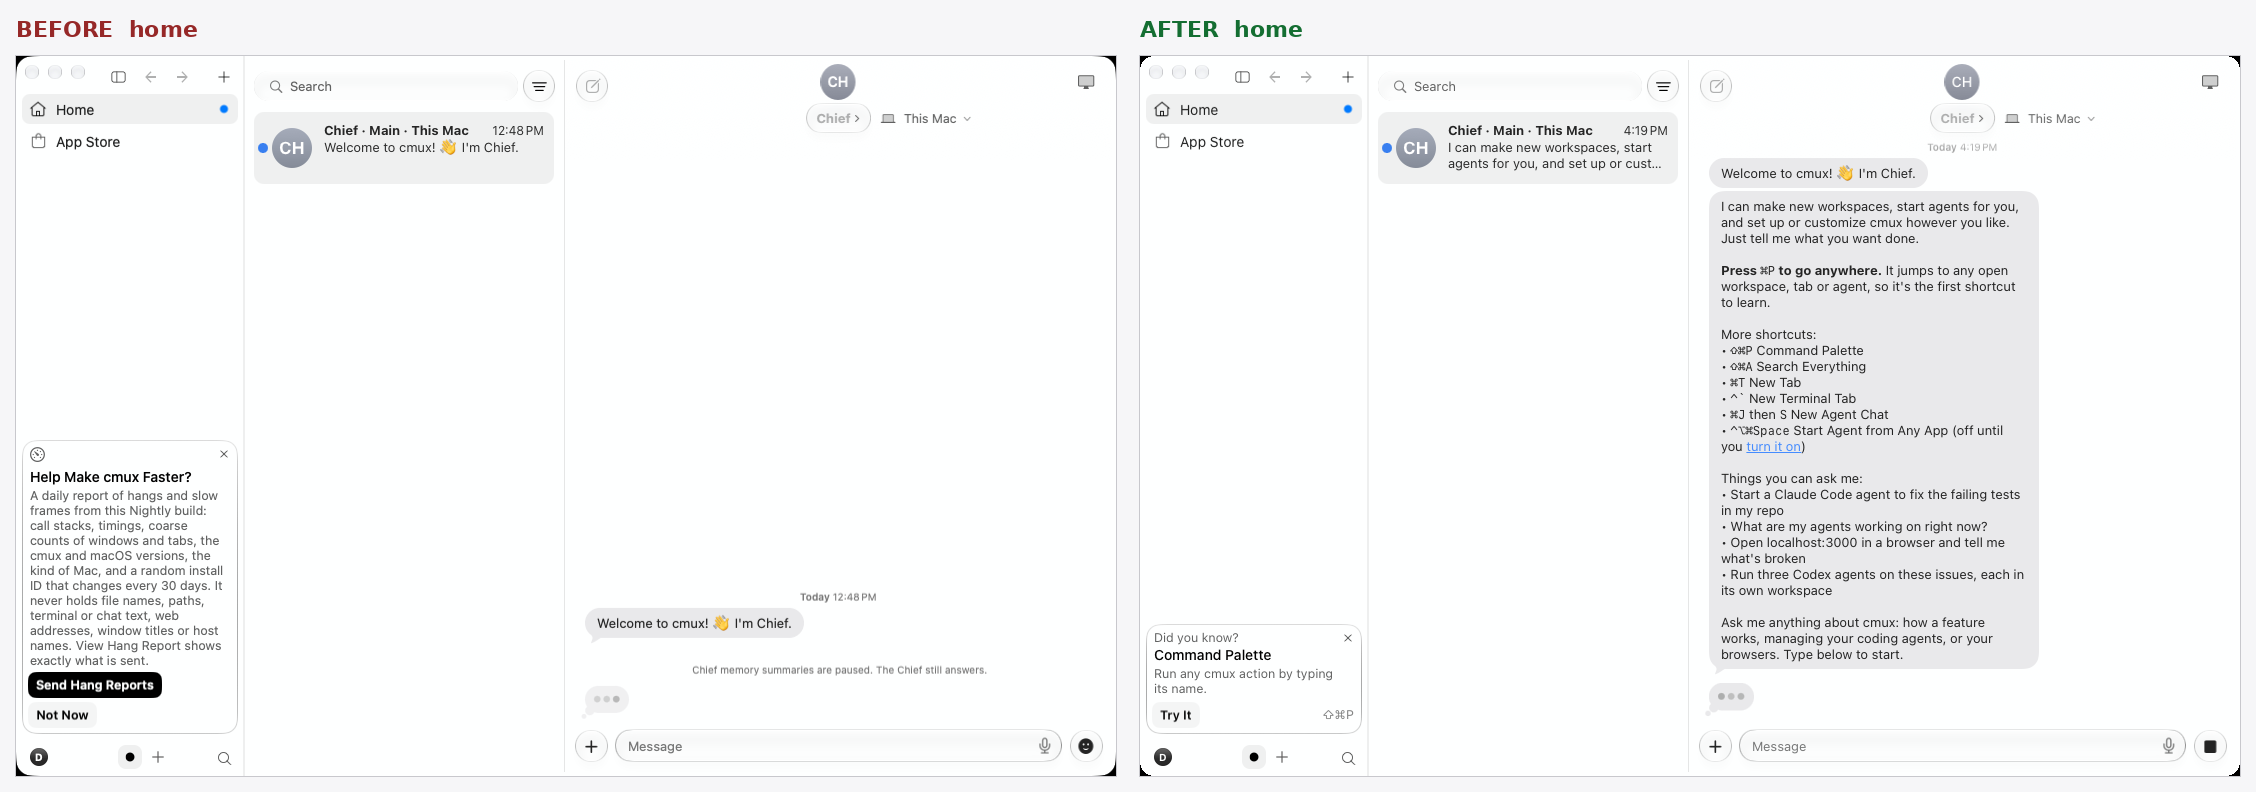 BEFORE home
Home
App Store
Help Make cmux Faster?
A daily report of hangs and slow
frames from this Nightly build:
call stacks, timings, coarse
counts of windows and tabs, the
cmux and macOS versions, the
kind of Mac, and a random install
ID that changes every 30 days. It
never holds file names, paths,
terminal or chat text, web
addresses, window titles or host
names. View Hang Report shows
exactly what is sent.
Send Hang Reports
Not Now
D
Search
CH
Chief · Main · This Mac 12:48 PM
Welcome to cmux! 👋 I'm Chief.
CH
Chief > This Mac
Today 12:48 PM
Welcome to cmux! 👋 I'm Chief.
Chief memory summaries are paused. The Chief still answers.
Message
AFTER home
Home
App Store
Did you know?
Command Palette
Run any cmux action by typing
its name.
Try It ⇧⌘P
D
Search
CH
Chief · Main · This Mac 4:19 PM
I can make new workspaces, start
agents for you, and set up or cust...
CH
Chief > This Mac
Today 4:19 PM
Welcome to cmux! 👋 I'm Chief.
I can make new workspaces, start agents for you,
and set up or customize cmux however you like.
Just tell me what you want done.
Press ⌘P to go anywhere. It jumps to any open
workspace, tab or agent, so it's the first shortcut
to learn.
More shortcuts:
• ⇧⌘P Command Palette
• ⇧⌘A Search Everything
• ⌘T New Tab
• ^` New Terminal Tab
• ⌘J then S New Agent Chat
• ^⌥⌘Space Start Agent from Any App (off until
you turn it on)
Things you can ask me:
• Start a Claude Code agent to fix the failing tests
in my repo
• What are my agents working on right now?
• Open localhost:3000 in a browser and tell me
what's broken
• Run three Codex agents on these issues, each in
its own workspace
Ask me anything about cmux: how a feature
works, managing your coding agents, or your
browsers. Type below to start.
Message